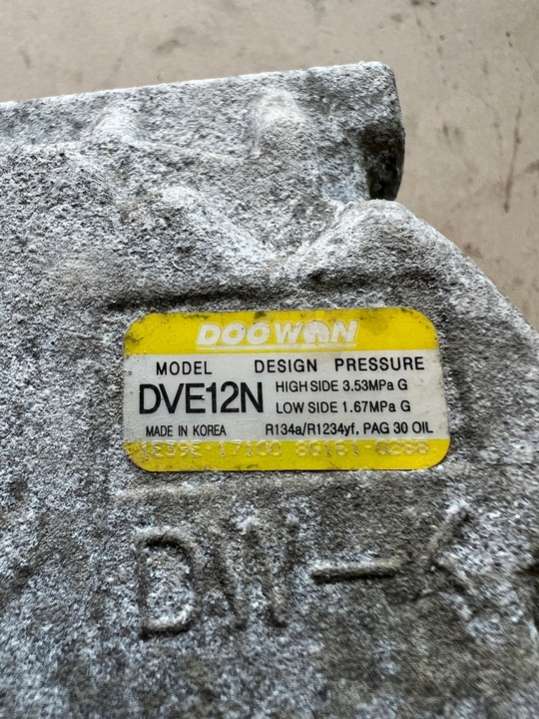 DOOWON
MODEL DESIGN PRESSURE
DVE12N HIGH SIDE 3.53MPa G
LOW SIDE 1.67MPa G
MADE IN KOREA R134a/R1234yf, PAG 30 OIL
DW-K